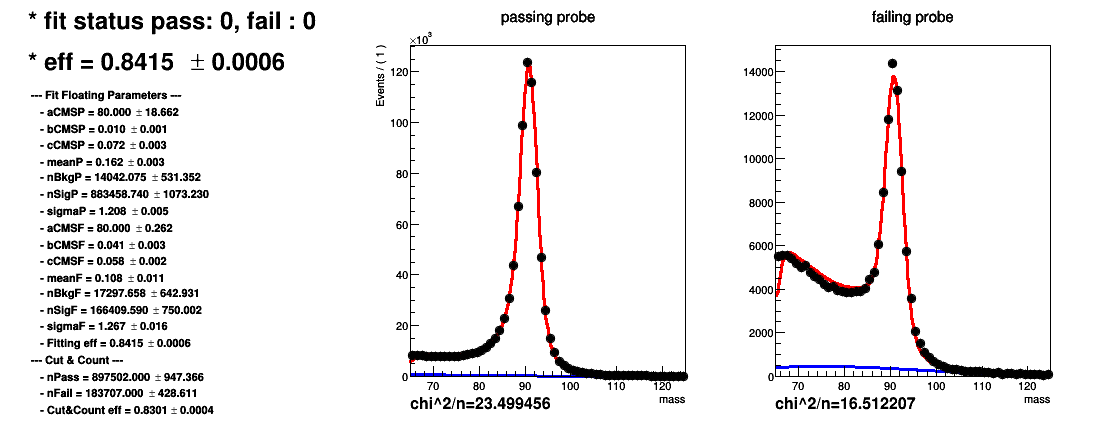 * fit status pass: 0, fail : 0
* eff = 0.8415 ± 0.0006
--- Fit Floating Parameters ---
- aCMSP = 80.000 ± 18.662
- bCMSP = 0.010 ± 0.001
- cCMSP = 0.072 ± 0.003
- meanP = 0.162 ± 0.003
- nBkgP = 14042.075 ± 531.352
- nSigP = 883458.740 ± 1073.230
- sigmaP = 1.208 ± 0.005
- aCMSF = 80.000 ± 0.262
- bCMSF = 0.041 ± 0.003
- cCMSF = 0.058 ± 0.002
- meanF = 0.108 ± 0.011
- nBkgF = 17297.658 ± 642.931
- nSigF = 166409.590 ± 750.002
- sigmaF = 1.267 ± 0.016
- Fitting eff = 0.8415 ± 0.0006
--- Cut & Count ---
- nPass = 897502.000 ± 947.366
- nFail = 183707.000 ± 428.611
- Cut&Count eff = 0.8301 ± 0.0004
passing probe
×10³
Events / ( 1 )
120
100
80
60
40
20
0
70 80 90 100 110 120
mass
chi^2/n=23.499456
failing probe
14000
12000
10000
8000
6000
4000
2000
0
70 80 90 100 110 120
mass
chi^2/n=16.512207